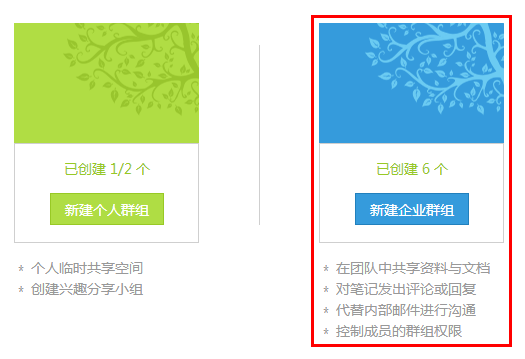 已创建 1/2 个
新建个人群组
* 个人临时共享空间
* 创建兴趣分享小组
已创建 6 个
新建企业群组
* 在团队中共享资料与文档
* 对笔记发出评论或回复
* 代替内部邮件进行沟通
* 控制成员的群组权限